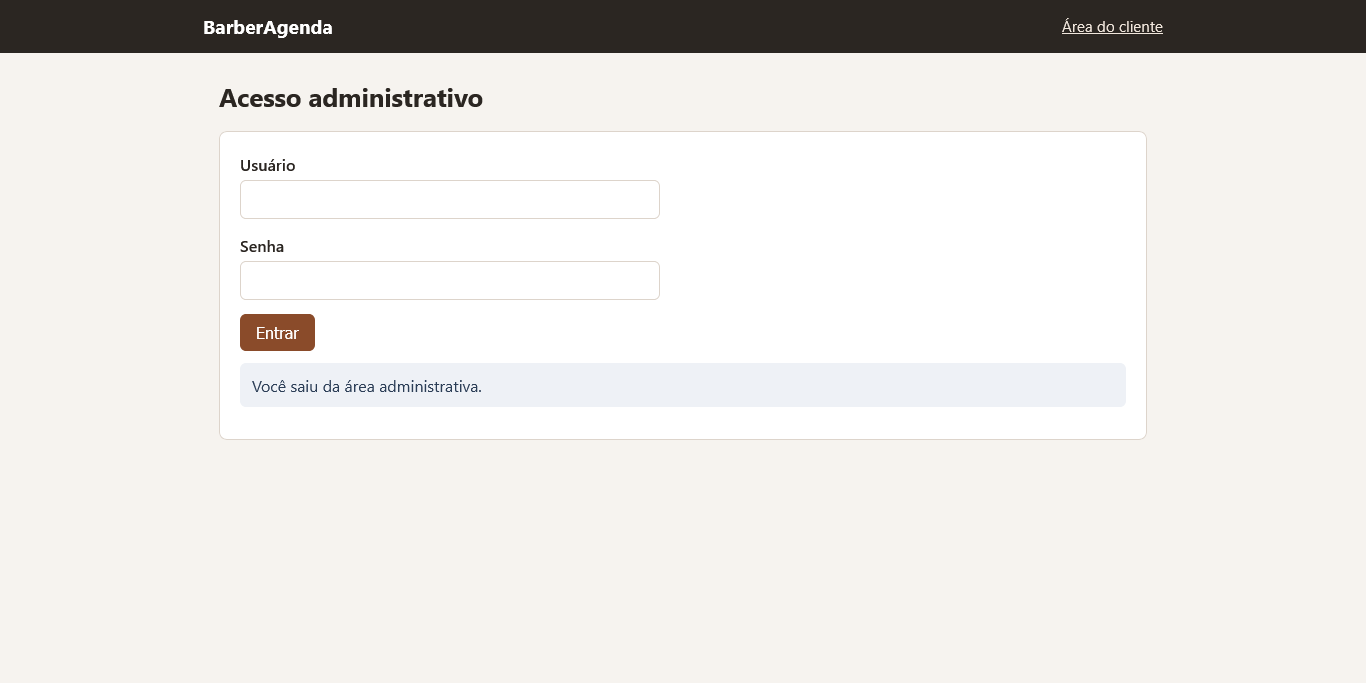 BarberAgenda
Área do cliente
Acesso administrativo
Usuário
Senha
Entrar
Você saiu da área administrativa.